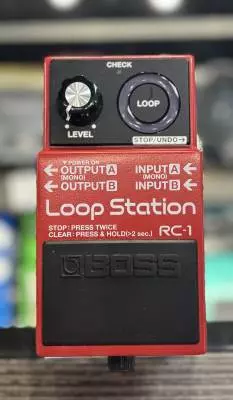 CHECK
LOOP
LEVEL
STOP/UNDO→
▼POWER ON
←OUTPUT A INPUT A←
(MONO) (MONO)
←OUTPUT B INPUT B←
Loop Station
STOP: PRESS TWICE RC-1
CLEAR: PRESS & HOLD(>2 sec.)
BOSS